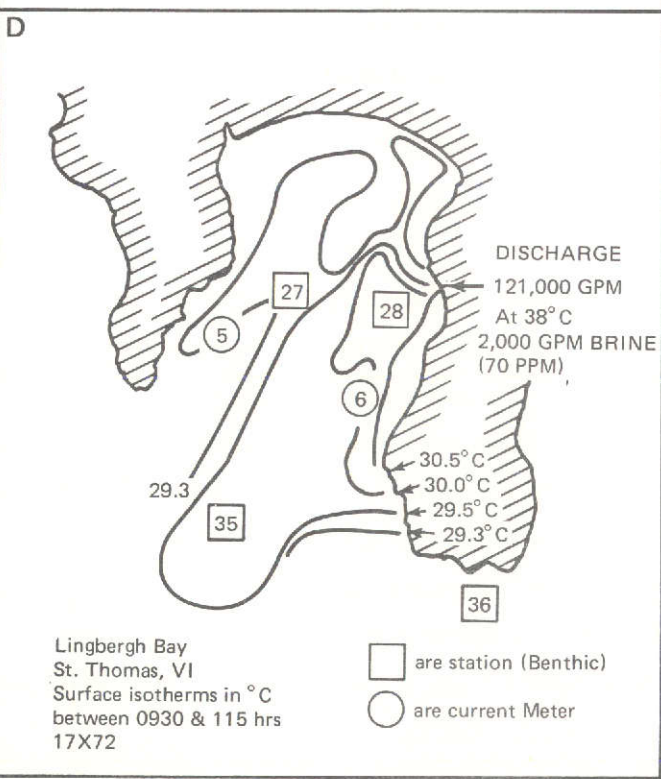 D
DISCHARGE
121,000 GPM
At 38°C
2,000 GPM BRINE
(70 PPM)
27
28
5
6
30.5°C
30.0°C
29.5°C
29.3°C
29.3
35
36
Lingbergh Bay
St. Thomas, VI
Surface isotherms in °C
between 0930 & 115 hrs
17X72
are station (Benthic)
are current Meter